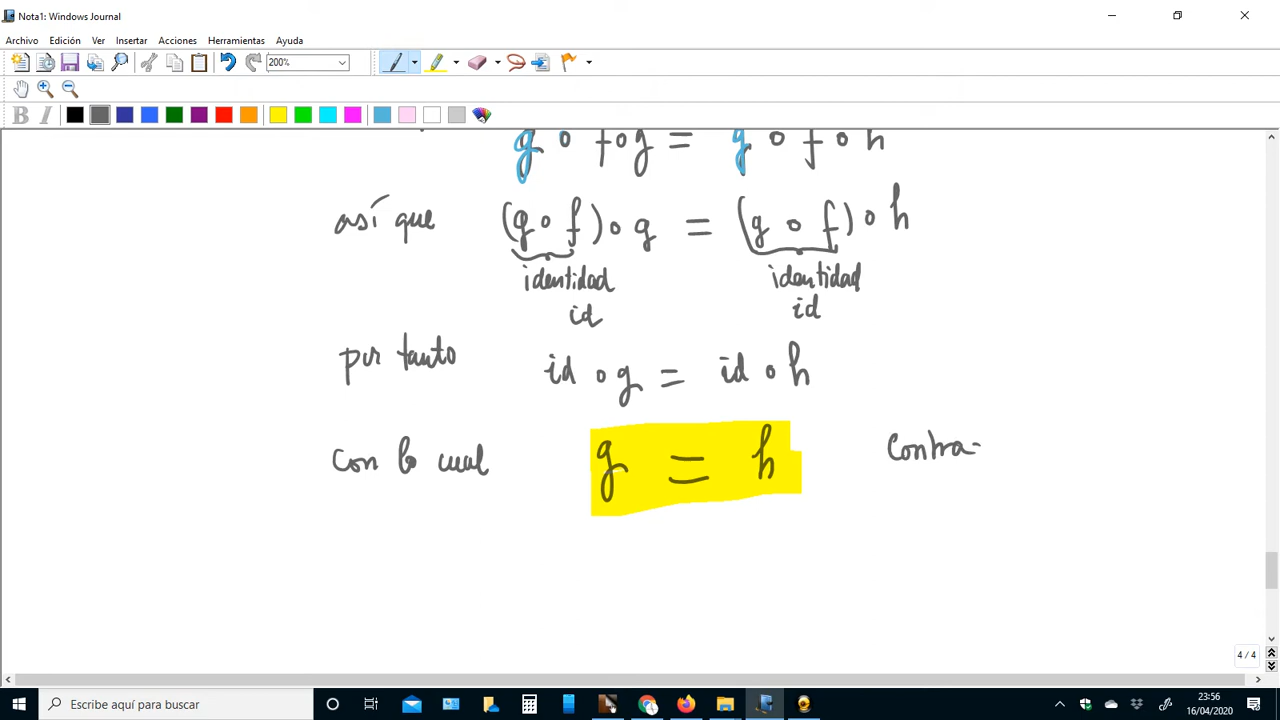 Nota1: Windows Journal
Archivo Edición Ver Insertar Acciones Herramientas Ayuda
200%
B I
g o f o g = g o f o h
así que (g o f) o g = (g o f) o h
identidad identidad
id id
por tanto id o g = id o h
con lo cual g = h Contra-
4 / 4
Escribe aquí para buscar
23:56
16/04/2020